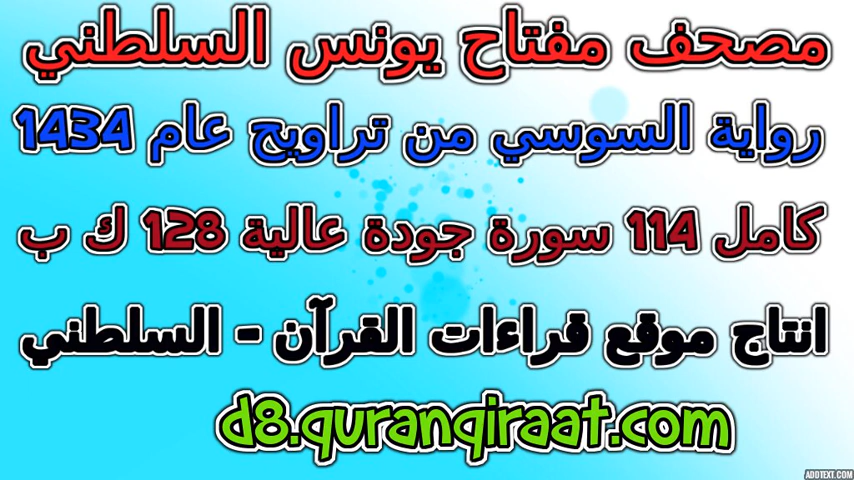 مصحف مفتاح يونس السلطني
رواية السوسي من تراويح عام 1434
كامل 114 سورة جودة عالية 128 ك ب
انتاج موقع قراءات القرآن - السلطني
d8.quranqiraat.com
ADDTEXT.COM